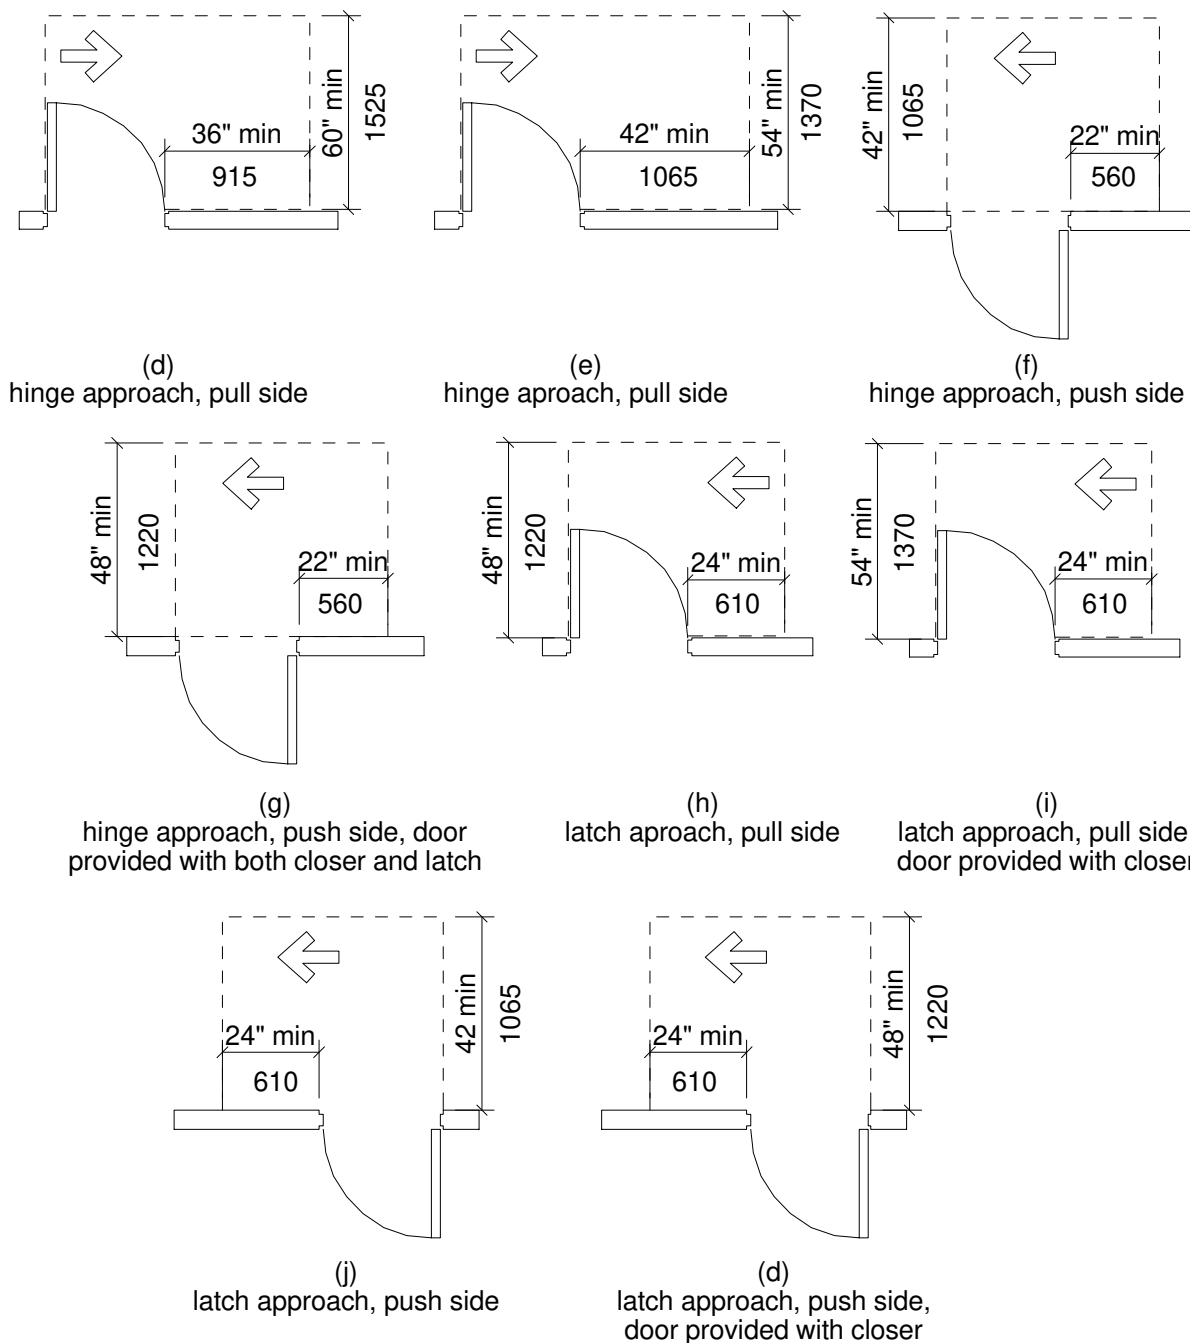 36" min
915
60" min
1525
42" min
1065
54" min
1370
42" min
1065
22" min
560
(d)
hinge approach, pull side
(e)
hinge approach, pull side
(f)
hinge approach, push side
48" min
1220
22" min
560
48" min
1220
24" min
610
54" min
1370
24" min
610
(g)
hinge approach, push side, door
provided with both closer and latch
(h)
latch aproach, pull side
(i)
latch approach, pull side
door provided with closer
24" min
610
42 min
1065
24" min
610
48" min
1220
(j)
latch approach, push side
(d)
latch approach, push side,
door provided with closer